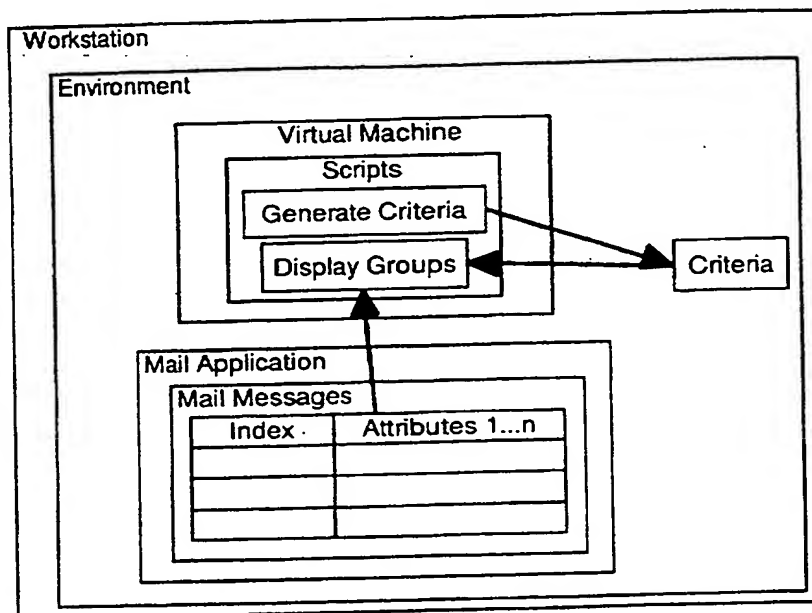 Workstation
Environment
Virtual Machine
Scripts
Generate Criteria
Display Groups
Criteria
Mail Application
Mail Messages
Index
Attributes 1...n